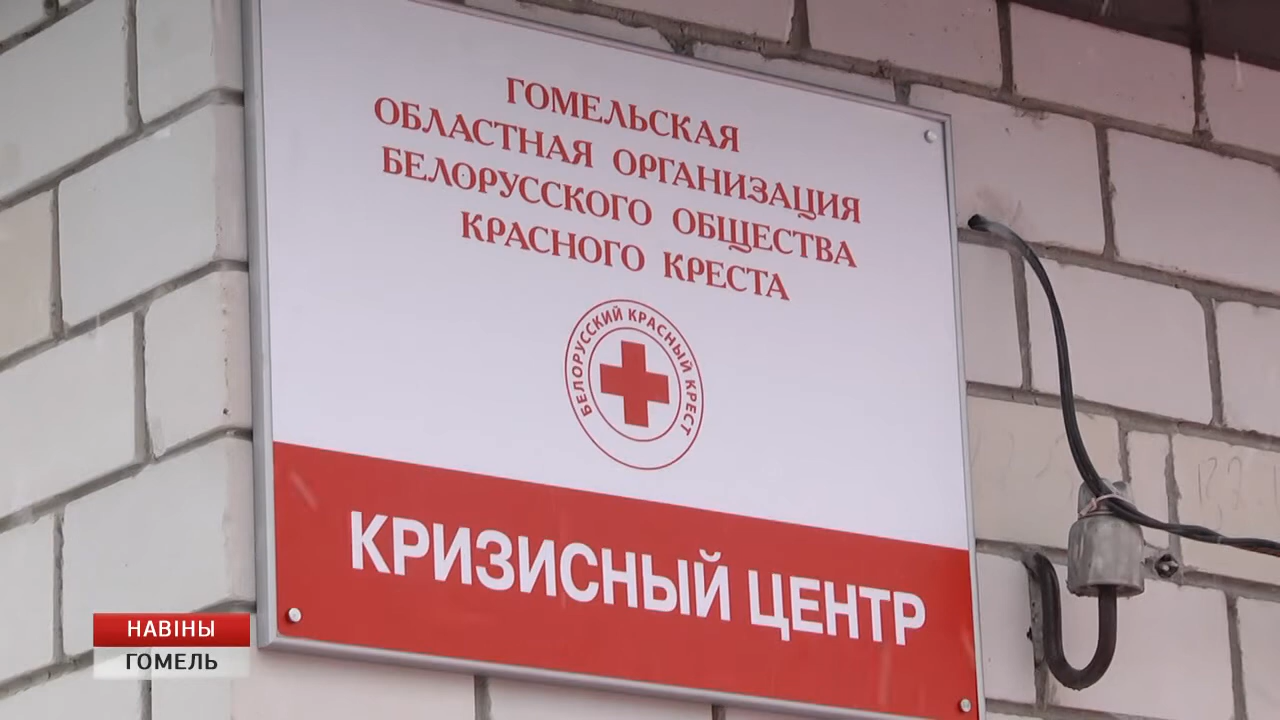 ГОМЕЛЬСКАЯ
ОБЛАСТНАЯ ОРГАНИЗАЦИЯ
БЕЛОРУССКОГО ОБЩЕСТВА
КРАСНОГО КРЕСТА
БЕЛОРУССКИЙ КРАСНЫЙ КРЕСТ
КРИЗИСНЫЙ ЦЕНТР
НАВІНЫ
ГОМЕЛЬ